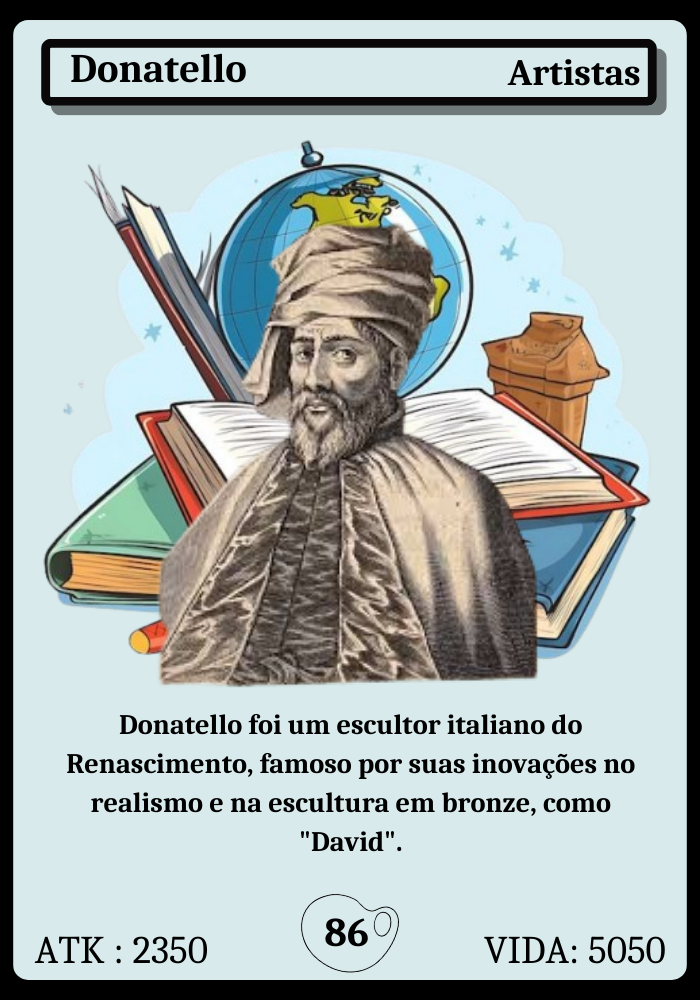 Donatello
Artistas
Donatello foi um escultor italiano do
Renascimento, famoso por suas inovações no
realismo e na escultura em bronze, como
"David".
86
ATK : 2350
VIDA: 5050